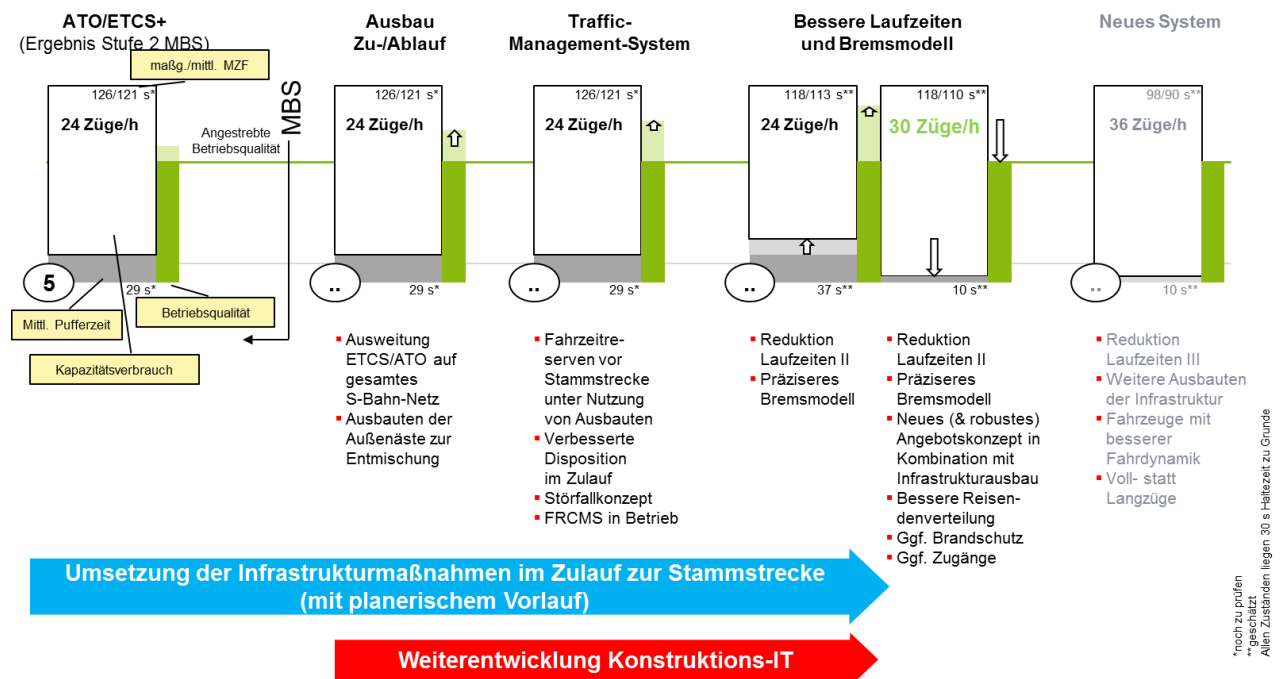 ATO/ETCS+
(Ergebnis Stufe 2 MBS)
maßg./mittl. MZF
126/121 s*
24 Züge/h
5
29 s*
Mittl. Pufferzeit
Betriebsqualität
Kapazitätsverbrauch
Angestrebte
Betriebsqualität
MBS
Ausbau
Zu-/Ablauf
126/121 s*
24 Züge/h
..
29 s*
Ausweitung
ETCS/ATO auf
gesamtes
S-Bahn-Netz
Ausbauten der
Außenäste zur
Entmischung
Traffic-
Management-System
126/121 s*
24 Züge/h
..
29 s*
Fahrzeitre-
serven vor
Stammstrecke
unter Nutzung
von Ausbauten
Verbesserte
Disposition
im Zulauf
Störfallkonzept
FRCMS in Betrieb
Bessere Laufzeiten
und Bremsmodell
118/113 s**
24 Züge/h
..
37 s**
Reduktion
Laufzeiten II
Präziseres
Bremsmodell
118/110 s**
30 Züge/h
10 s**
Reduktion
Laufzeiten II
Präziseres
Bremsmodell
Neues (& robustes)
Angebotskonzept in
Kombination mit
Infrastrukturausbau
Bessere Reisen-
denverteilung
Ggf. Brandschutz
Ggf. Zugänge
Neues System
98/90 s**
36 Züge/h
..
10 s**
Reduktion
Laufzeiten III
Weitere Ausbauten
der Infrastruktur
Fahrzeuge mit
besserer
Fahrdynamik
Voll- statt
Langzüge
Umsetzung der Infrastrukturmaßnahmen im Zulauf zur Stammstrecke
(mit planerischem Vorlauf)
Weiterentwicklung Konstruktions-IT
*noch zu prüfen
**geschätzt
Allen Zuständen liegen 30 s Haltezeit zu Grunde